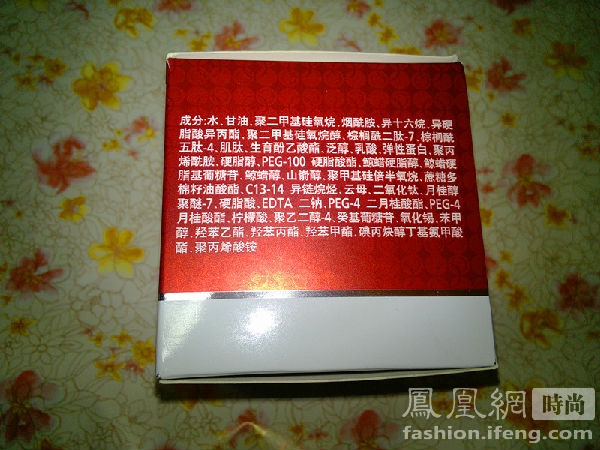 成分:水、甘油、聚二甲基硅氧烷、烟酰胺、异十六烷、异硬
脂酸异丙酯、聚二甲基硅氧烷醇、棕榈酰二肽-7、棕榈酰
五肽-4、肌肽、生育酚乙酸酯、泛醇、乳酸、弹性蛋白、聚丙
烯酰胺、硬脂醇、PEG-100 硬脂酸酯、鲸蜡硬脂醇、鲸蜡硬
脂基葡糖苷、鲸蜡醇、山嵛醇、聚甲基硅倍半氧烷、蔗糖多
棉籽油酸酯、C13-14 异链烷烃、云母、二氧化钛、月桂醇
聚醚-7、硬脂酸、EDTA 二钠、PEG-4 二月桂酸酯、PEG-4
月桂酸酯、柠檬酸、聚乙二醇-4、癸基葡糖苷、氧化锡、苯甲
醇、羟苯乙酯、羟苯丙酯、羟苯甲酯、碘丙炔醇丁基氨甲酸
酯、聚丙烯酸铵
鳳凰網 時尚
fashion.ifeng.com